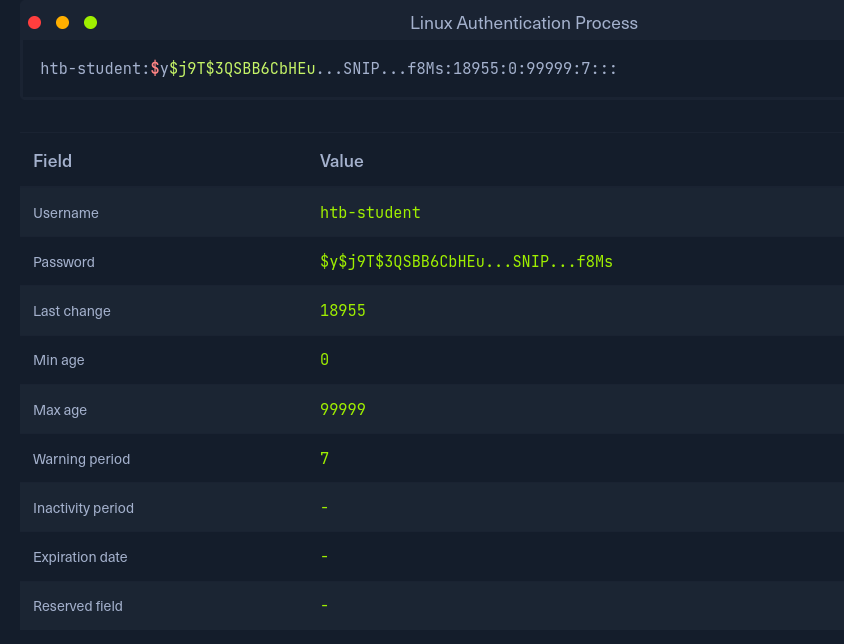 Linux Authentication Process
htb-student:$y$j9T$3QSBB6CbHEu...SNIP...f8Ms:18955:0:99999:7:::
Field Value
Username htb-student
Password $y$j9T$3QSBB6CbHEu...SNIP...f8Ms
Last change 18955
Min age 0
Max age 99999
Warning period 7
Inactivity period -
Expiration date -
Reserved field -